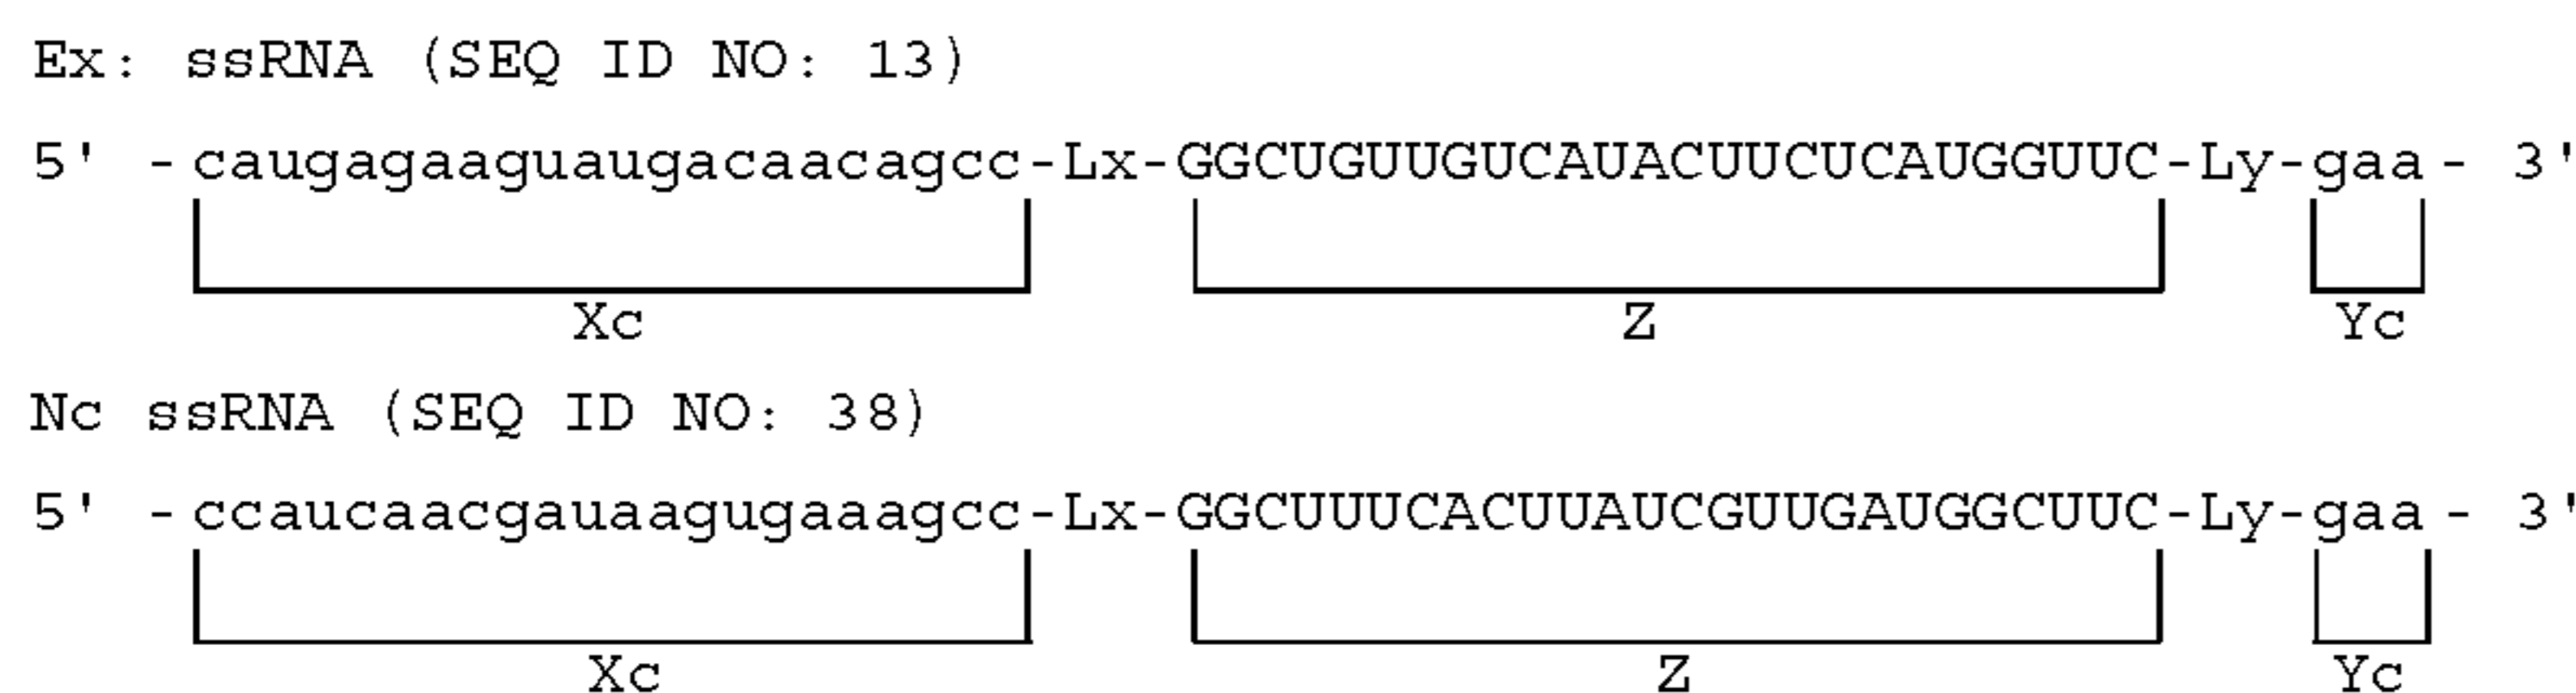 Ex: ssRNA (SEQ ID NO: 13)
5' -caugagaaguaugacaacagcc-Lx-GGCUGUUGUCAUACUUCUCAUGGUUC-Ly-gaa- 3'
Xc Z Yc
Nc ssRNA (SEQ ID NO: 38)
5' -ccaucaacgauaagugaaagcc-Lx-GGCUUUCACUUAUCGUUGAUGGCUUC-Ly-gaa- 3'
Xc Z Yc